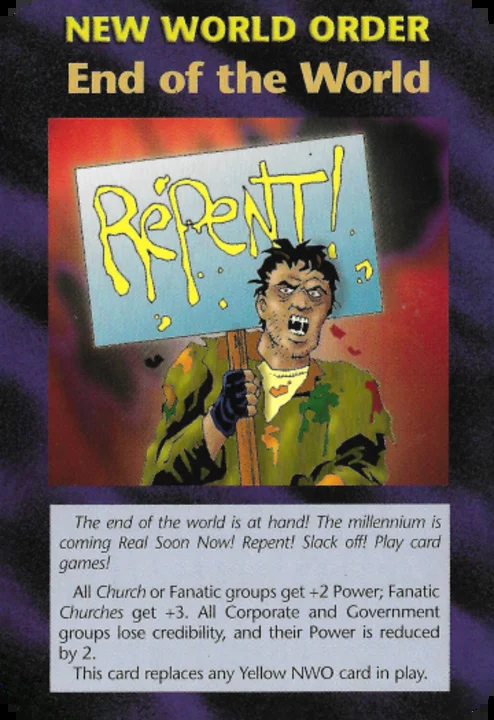 NEW WORLD ORDER
End of the World
RéPeNT!
The end of the world is at hand! The millennium is
coming Real Soon Now! Repent! Slack off! Play card
games!
All Church or Fanatic groups get +2 Power; Fanatic
Churches get +3. All Corporate and Government
groups lose credibility, and their Power is reduced
by 2.
This card replaces any Yellow NWO card in play.